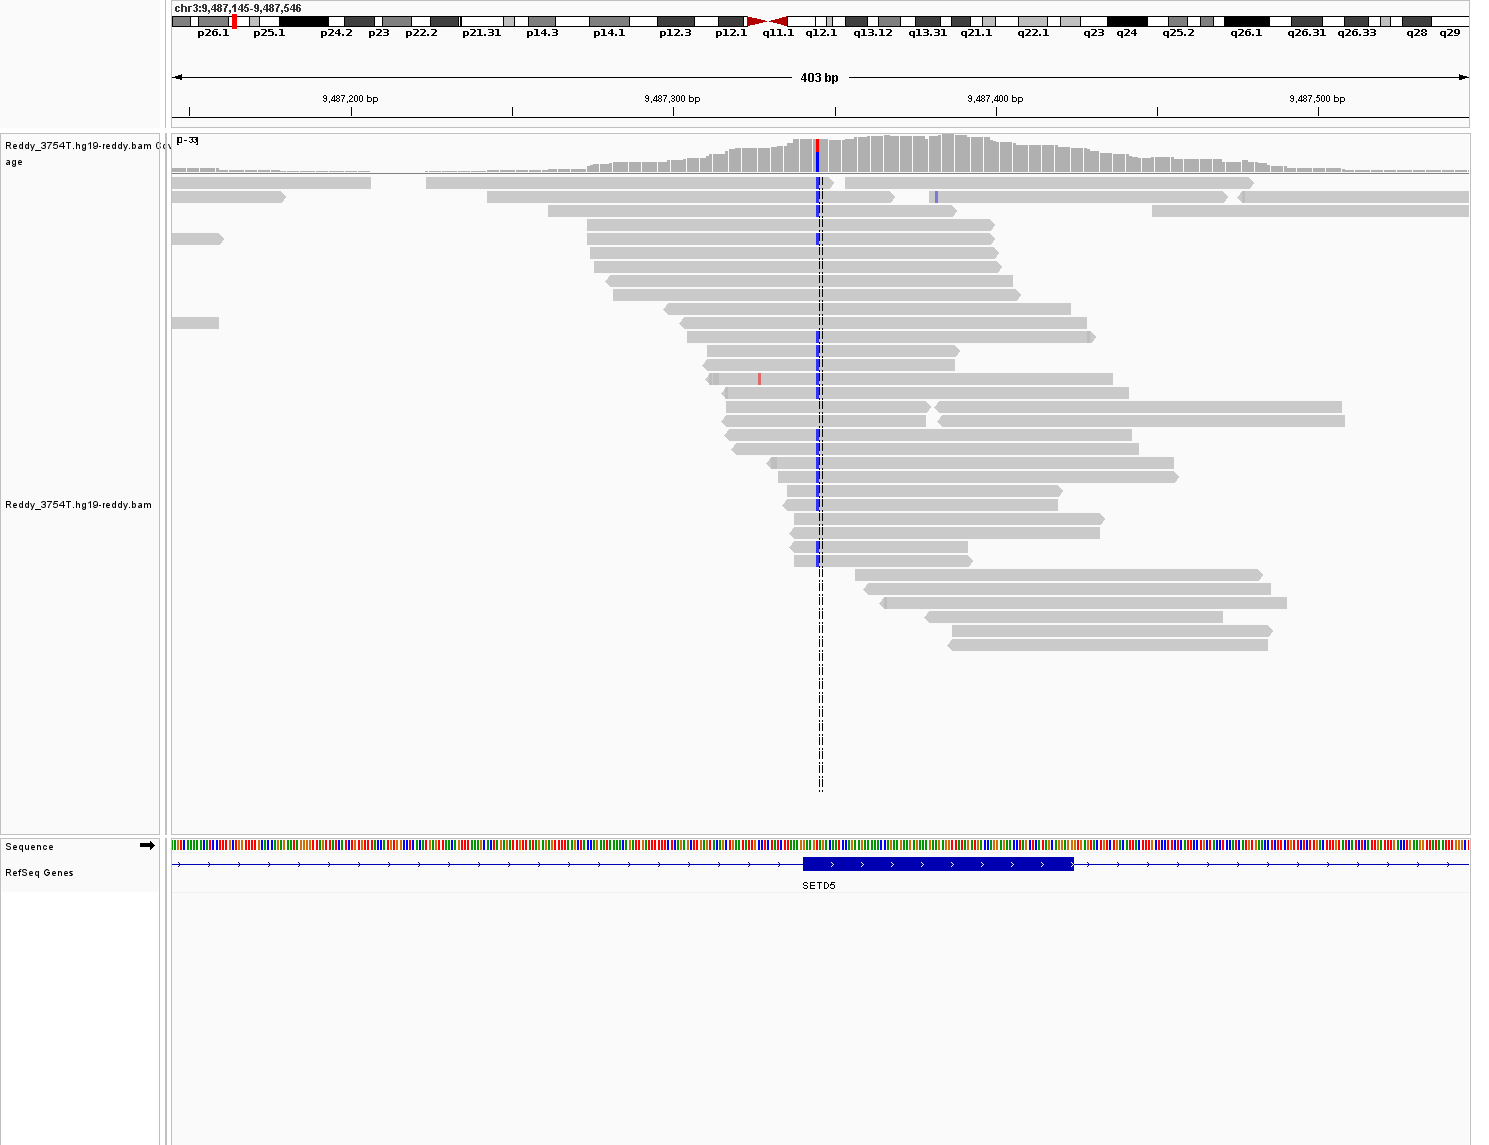 chr3:9,487,145-9,487,546
p26.1 p25.1 p24.2 p23 p22.2 p21.31 p14.3 p14.1 p12.3 p12.1 q11.1 q12.1 q13.12 q13.31 q21.1 q22.1 q23 q24 q25.2 q26.1 q26.31 q26.33 q28 q29
403 bp
9,487,200 bp 9,487,300 bp 9,487,400 bp 9,487,500 bp
Reddy_3754T.hg19-reddy.bam Cov
age
[0-33]
Reddy_3754T.hg19-reddy.bam
Sequence
RefSeq Genes
SETD5